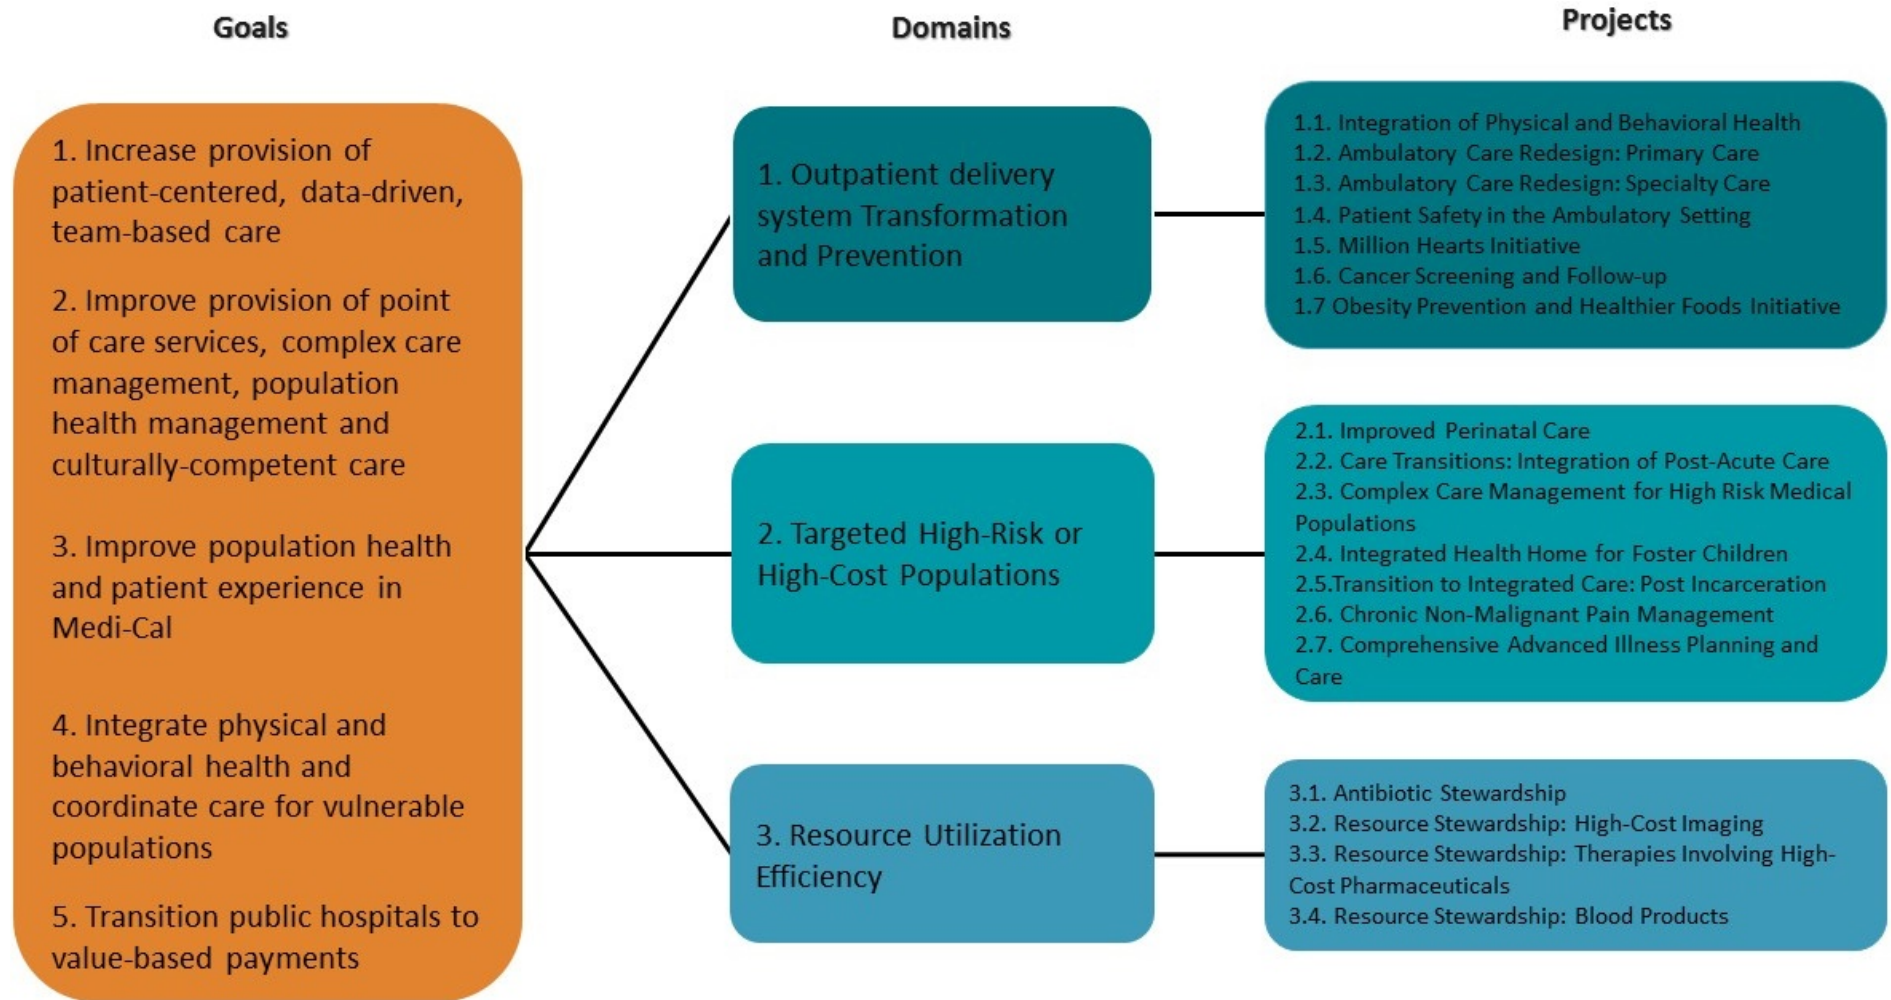 Goals
1. Increase provision of
patient-centered, data-driven,
team-based care
2. Improve provision of point
of care services, complex care
management, population
health management and
culturally-competent care
3. Improve population health
and patient experience in
Medi-Cal
4. Integrate physical and
behavioral health and
coordinate care for vulnerable
populations
5. Transition public hospitals to
value-based payments
Domains
1. Outpatient delivery
system Transformation
and Prevention
2. Targeted High-Risk or
High-Cost Populations
3. Resource Utilization
Efficiency
Projects
1.1. Integration of Physical and Behavioral Health
1.2. Ambulatory Care Redesign: Primary Care
1.3. Ambulatory Care Redesign: Specialty Care
1.4. Patient Safety in the Ambulatory Setting
1.5. Million Hearts Initiative
1.6. Cancer Screening and Follow-up
1.7 Obesity Prevention and Healthier Foods Initiative
2.1. Improved Perinatal Care
2.2. Care Transitions: Integration of Post-Acute Care
2.3. Complex Care Management for High Risk Medical
Populations
2.4. Integrated Health Home for Foster Children
2.5.Transition to Integrated Care: Post Incarceration
2.6. Chronic Non-Malignant Pain Management
2.7. Comprehensive Advanced Illness Planning and
Care
3.1. Antibiotic Stewardship
3.2. Resource Stewardship: High-Cost Imaging
3.3. Resource Stewardship: Therapies Involving High-
Cost Pharmaceuticals
3.4. Resource Stewardship: Blood Products